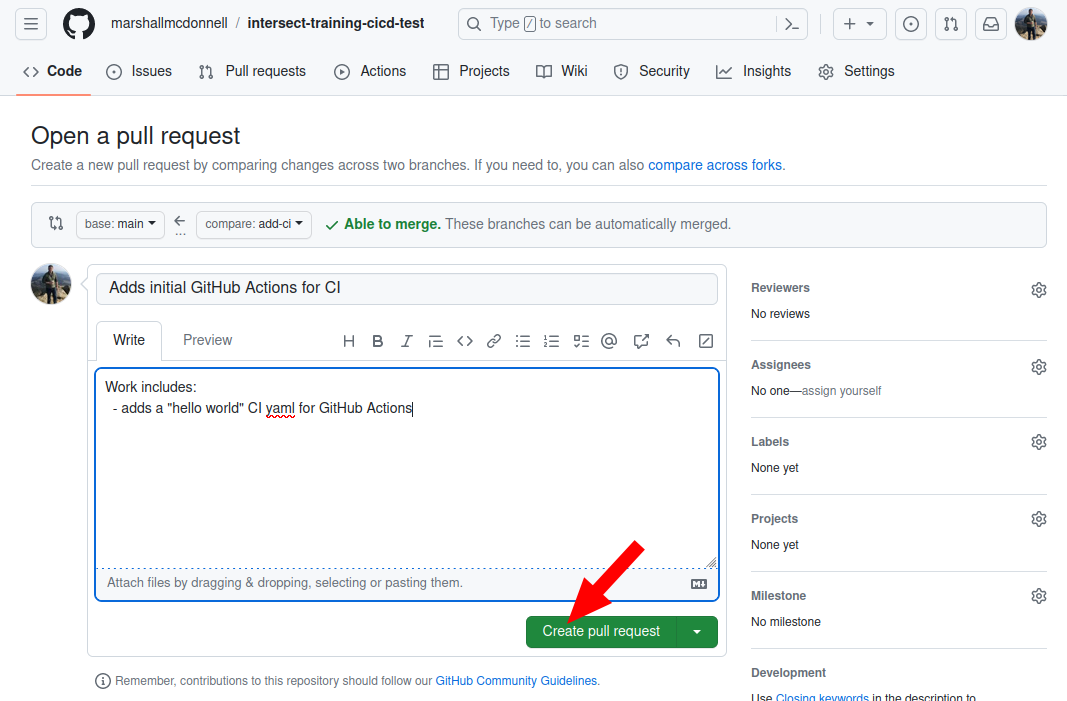 marshallmcdonnell / intersect-training-cicd-test
Type / to search
Code Issues Pull requests Actions Projects Wiki Security Insights Settings
Open a pull request
Create a new pull request by comparing changes across two branches. If you need to, you can also compare across forks.
base: main compare: add-ci Able to merge. These branches can be automatically merged.
Adds initial GitHub Actions for CI
Write Preview
Work includes:
- adds a "hello world" CI yaml for GitHub Actions
Attach files by dragging & dropping, selecting or pasting them.
Create pull request
Remember, contributions to this repository should follow our GitHub Community Guidelines.
Reviewers
No reviews
Assignees
No one—assign yourself
Labels
None yet
Projects
None yet
Milestone
No milestone
Development
Use Closing keywords in the description to